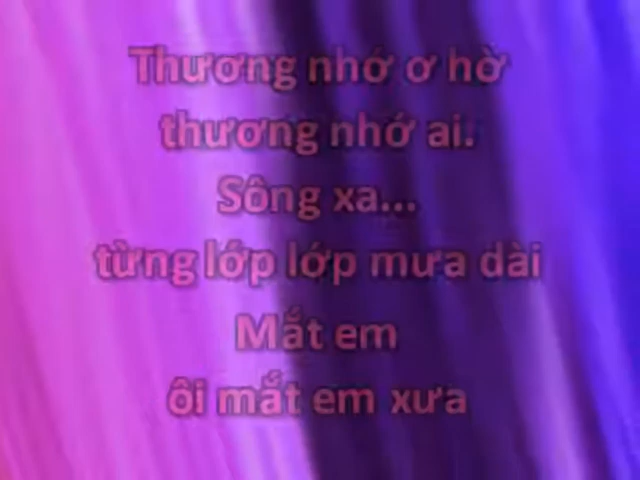 Thương nhớ ơ hờ
thương nhớ ai.
Sông xa...
từng lớp lớp mưa dài
Mắt em
ôi mắt em xưa